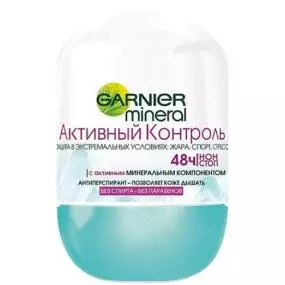 GARNIER
mineral
Активный Контроль
ЗАЩИТА В ЭКСТРЕМАЛЬНЫХ УСЛОВИЯХ: ЖАРА, СПОРТ, СТРЕСС
48Ч НОН СТОП
С АКТИВНЫМ МИНЕРАЛЬНЫМ КОМПОНЕНТОМ
АНТИПЕРСПИРАНТ – ПОЗВОЛЯЕТ КОЖЕ ДЫШАТЬ
БЕЗ СПИРТА - БЕЗ ПАРАБЕНОВ